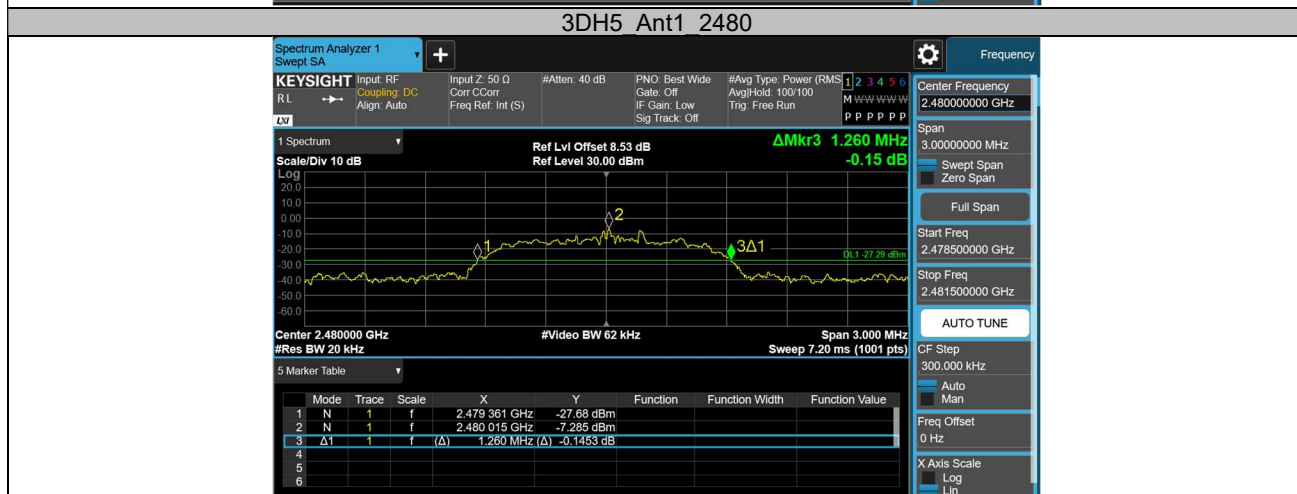 3DH5_Ant1_2480
Spectrum Analyzer 1
Swept SA
Frequency
KEYSIGHT Input: RF Input Z: 50 Ω #Atten: 40 dB PNO: Best Wide #Avg Type: Power (RMS 1 2 3 4 5 6
RL Coupling: DC Corr CCorr Gate: Off Avg|Hold: 100/100 M W W W W W
Align: Auto Freq Ref: Int (S) IF Gain: Low Trig: Free Run
LXI Sig Track: Off P P P P P P
1 Spectrum
Ref Lvl Offset 8.53 dB ΔMkr3 1.260 MHz
Scale/Div 10 dB Ref Level 30.00 dBm -0.15 dB
Log
20.0
10.0
0.00
-10.0
-20.0
-30.0
-40.0
-50.0
-60.0
1
2
3Δ1
DL1 -27.29 dBm
Center 2.480000 GHz #Video BW 62 kHz Span 3.000 MHz
#Res BW 20 kHz Sweep 7.20 ms (1001 pts)
5 Marker Table
Mode Trace Scale X Y Function Function Width Function Value
1 N 1 f 2.479 361 GHz -27.68 dBm
2 N 1 f 2.480 015 GHz -7.285 dBm
3 Δ1 1 f (Δ) 1.260 MHz (Δ) -0.1453 dB
4
5
6
Center Frequency
2.480000000 GHz
Span
3.00000000 MHz
Swept Span
Zero Span
Full Span
Start Freq
2.478500000 GHz
Stop Freq
2.481500000 GHz
AUTO TUNE
CF Step
300.000 kHz
Auto
Man
Freq Offset
0 Hz
X Axis Scale
Log
Lin